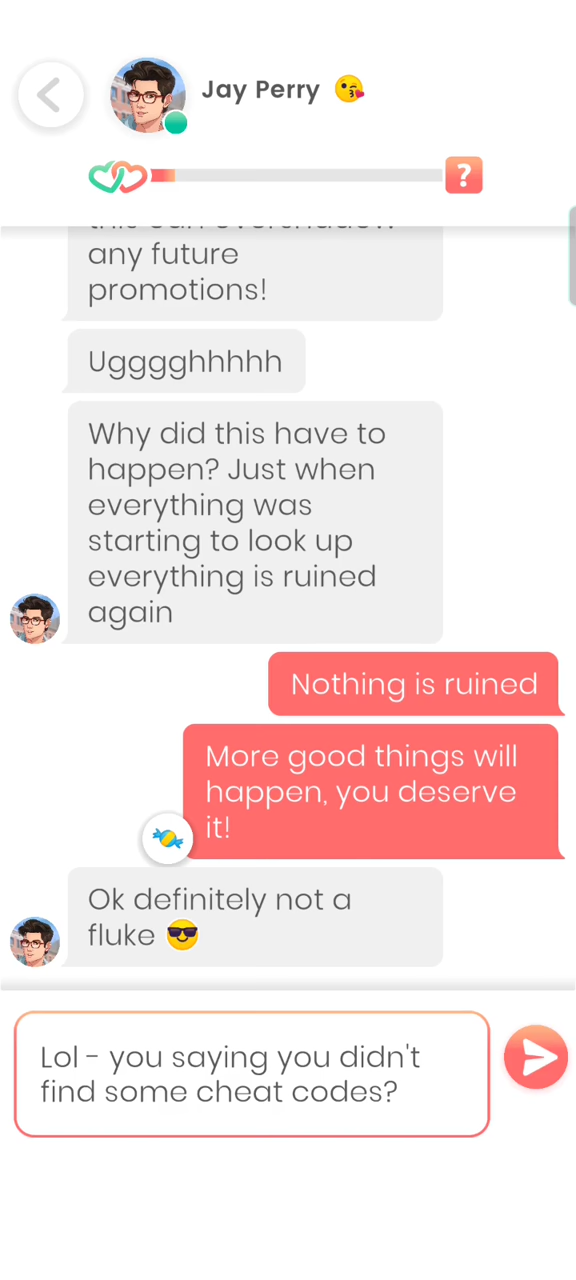 Jay Perry 😘
?
any future
promotions!
Ugggghhhhh
Why did this have to
happen? Just when
everything was
starting to look up
everything is ruined
again
Nothing is ruined
More good things will
happen, you deserve
it!
Ok definitely not a
fluke 😎
Lol - you saying you didn't
find some cheat codes?